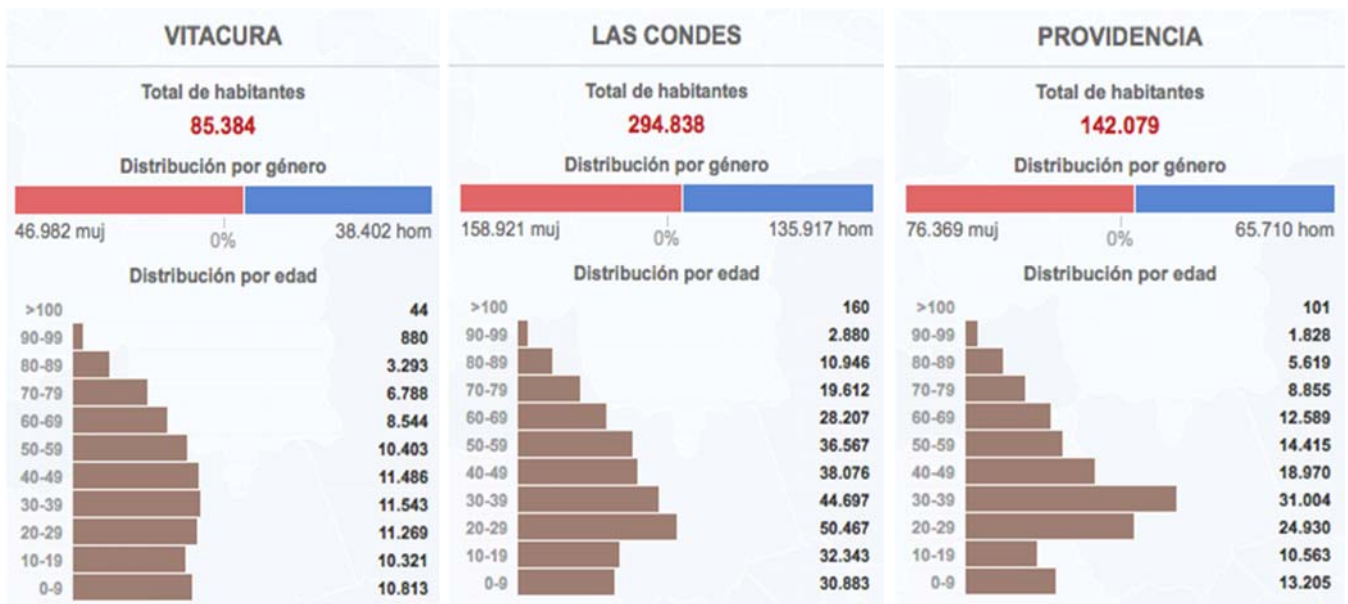 VITACURA
Total de habitantes
85.384
Distribución por género
46.982 muj 0% 38.402 hom
Distribución por edad
>100 44
90-99 880
80-89 3.293
70-79 6.788
60-69 8.544
50-59 10.403
40-49 11.486
30-39 11.543
20-29 11.269
10-19 10.321
0-9 10.813
LAS CONDES
Total de habitantes
294.838
Distribución por género
158.921 muj 0% 135.917 hom
Distribución por edad
>100 160
90-99 2.880
80-89 10.946
70-79 19.612
60-69 28.207
50-59 36.567
40-49 38.076
30-39 44.697
20-29 50.467
10-19 32.343
0-9 30.883
PROVIDENCIA
Total de habitantes
142.079
Distribución por género
76.369 muj 0% 65.710 hom
Distribución por edad
>100 101
90-99 1.828
80-89 5.619
70-79 8.855
60-69 12.589
50-59 14.415
40-49 18.970
30-39 31.004
20-29 24.930
10-19 10.563
0-9 13.205